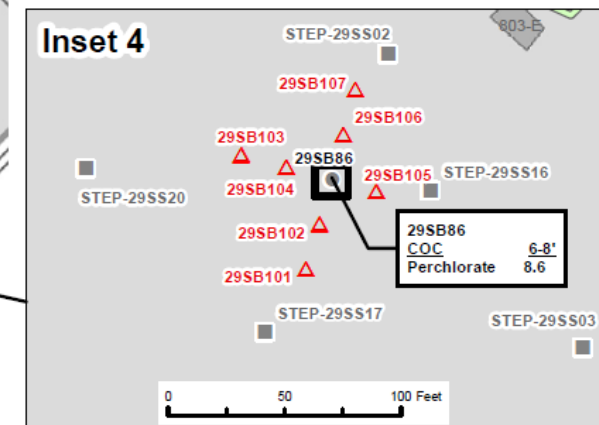 Inset 4
803-E
STEP-29SS02
29SB107
29SB106
29SB103
29SB86
29SB104
29SB105
STEP-29SS16
STEP-29SS20
29SB102
29SB86
COC 6-8'
Perchlorate 8.6
29SB101
STEP-29SS17
STEP-29SS03
0 50 100 Feet